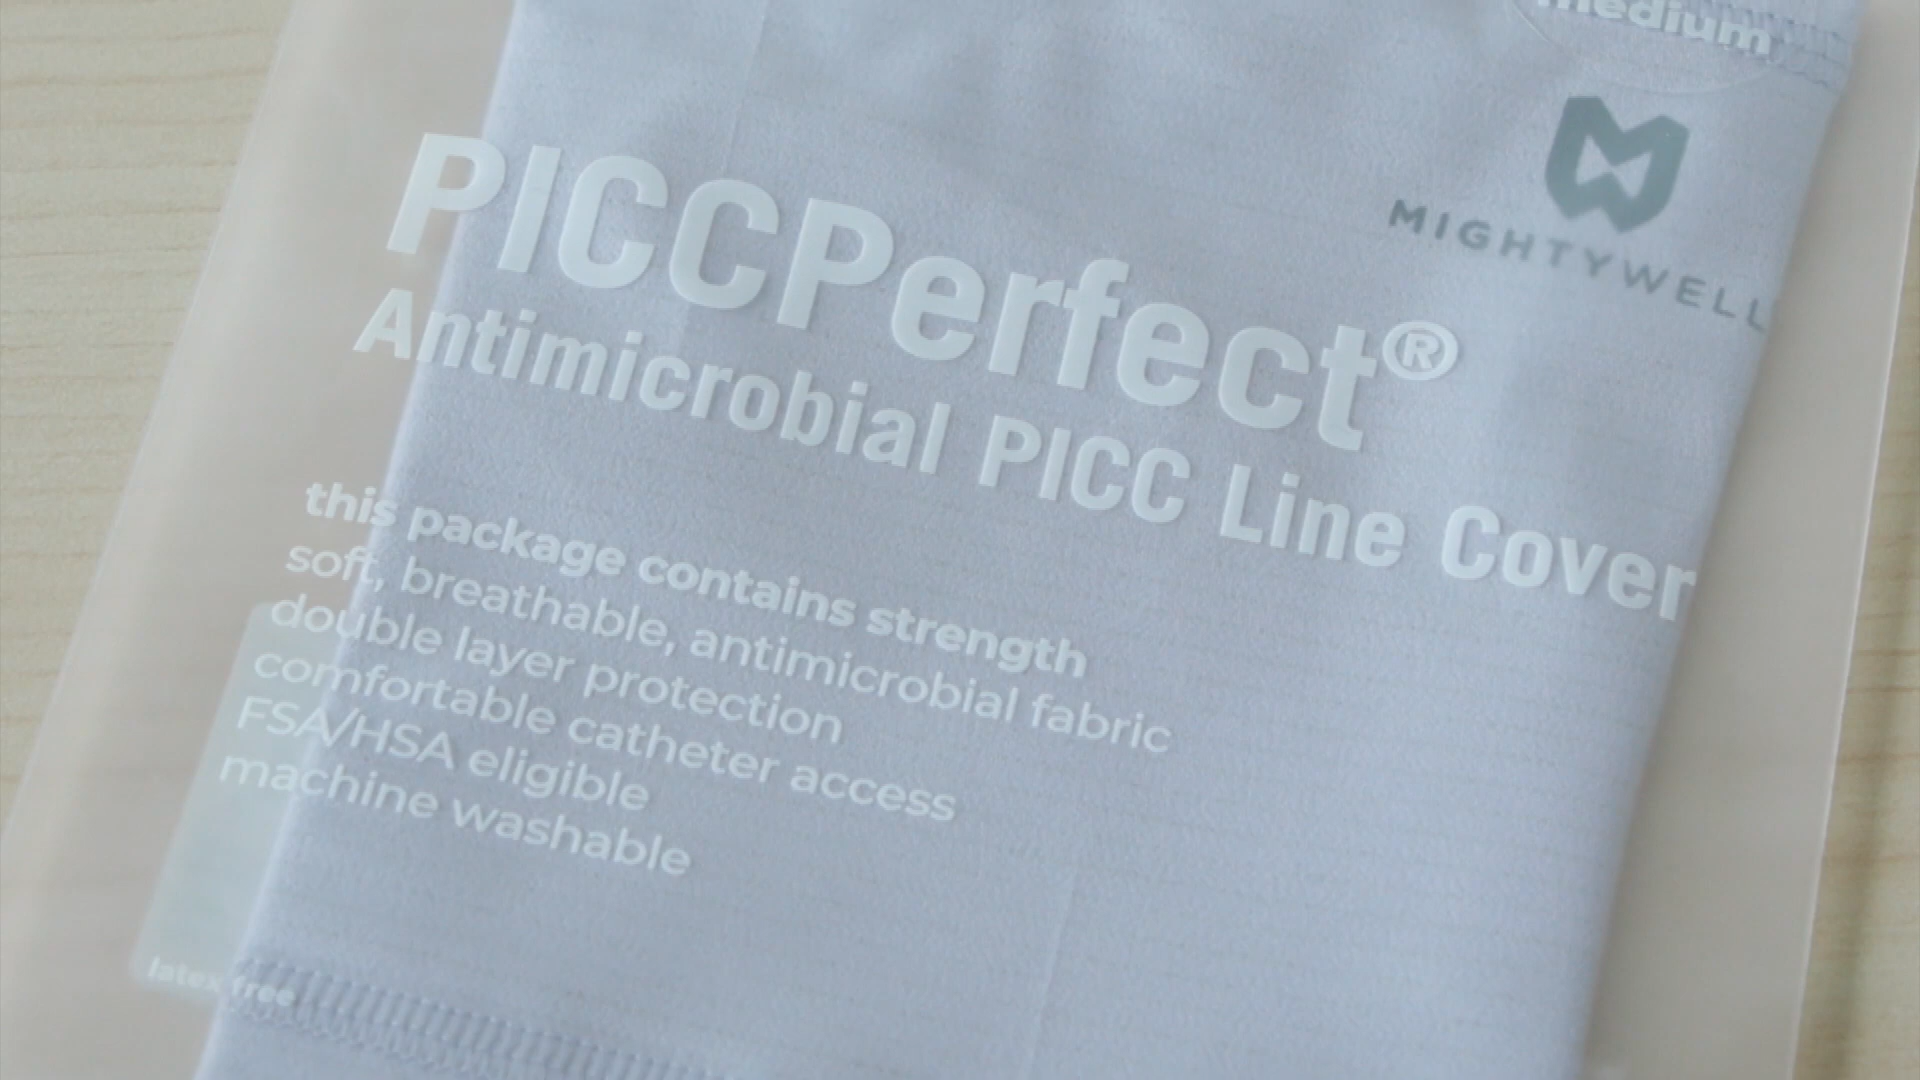 medium
MIGHTYWELL
PICCPerfect®
Antimicrobial PICC Line Cover
this package contains strength
soft, breathable, antimicrobial fabric
double layer protection
comfortable catheter access
FSA/HSA eligible
machine washable
latex free